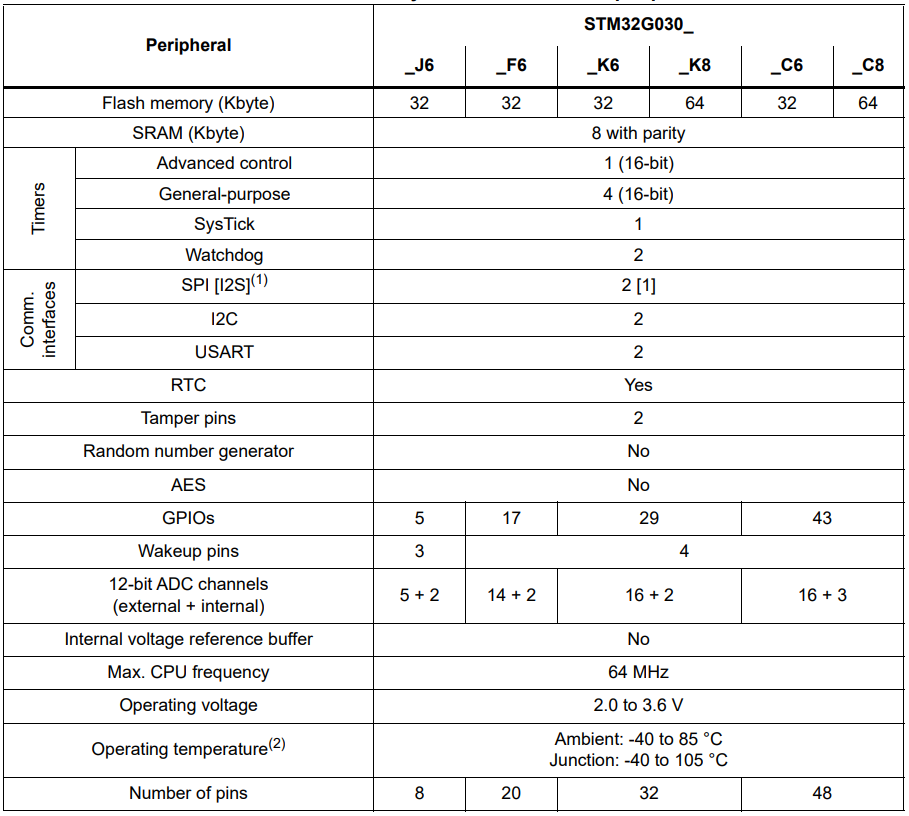 Peripheral
STM32G030_
_J6 _F6 _K6 _K8 _C6 _C8
Flash memory (Kbyte) 32 32 32 64 32 64
SRAM (Kbyte) 8 with parity
Timers
Advanced control 1 (16-bit)
General-purpose 4 (16-bit)
SysTick 1
Watchdog 2
Comm.
interfaces
SPI [I2S](1) 2 [1]
I2C 2
USART 2
RTC Yes
Tamper pins 2
Random number generator No
AES No
GPIOs 5 17 29 43
Wakeup pins 3 4
12-bit ADC channels
(external + internal) 5 + 2 14 + 2 16 + 2 16 + 3
Internal voltage reference buffer No
Max. CPU frequency 64 MHz
Operating voltage 2.0 to 3.6 V
Operating temperature(2) Ambient: -40 to 85 °C
Junction: -40 to 105 °C
Number of pins 8 20 32 48